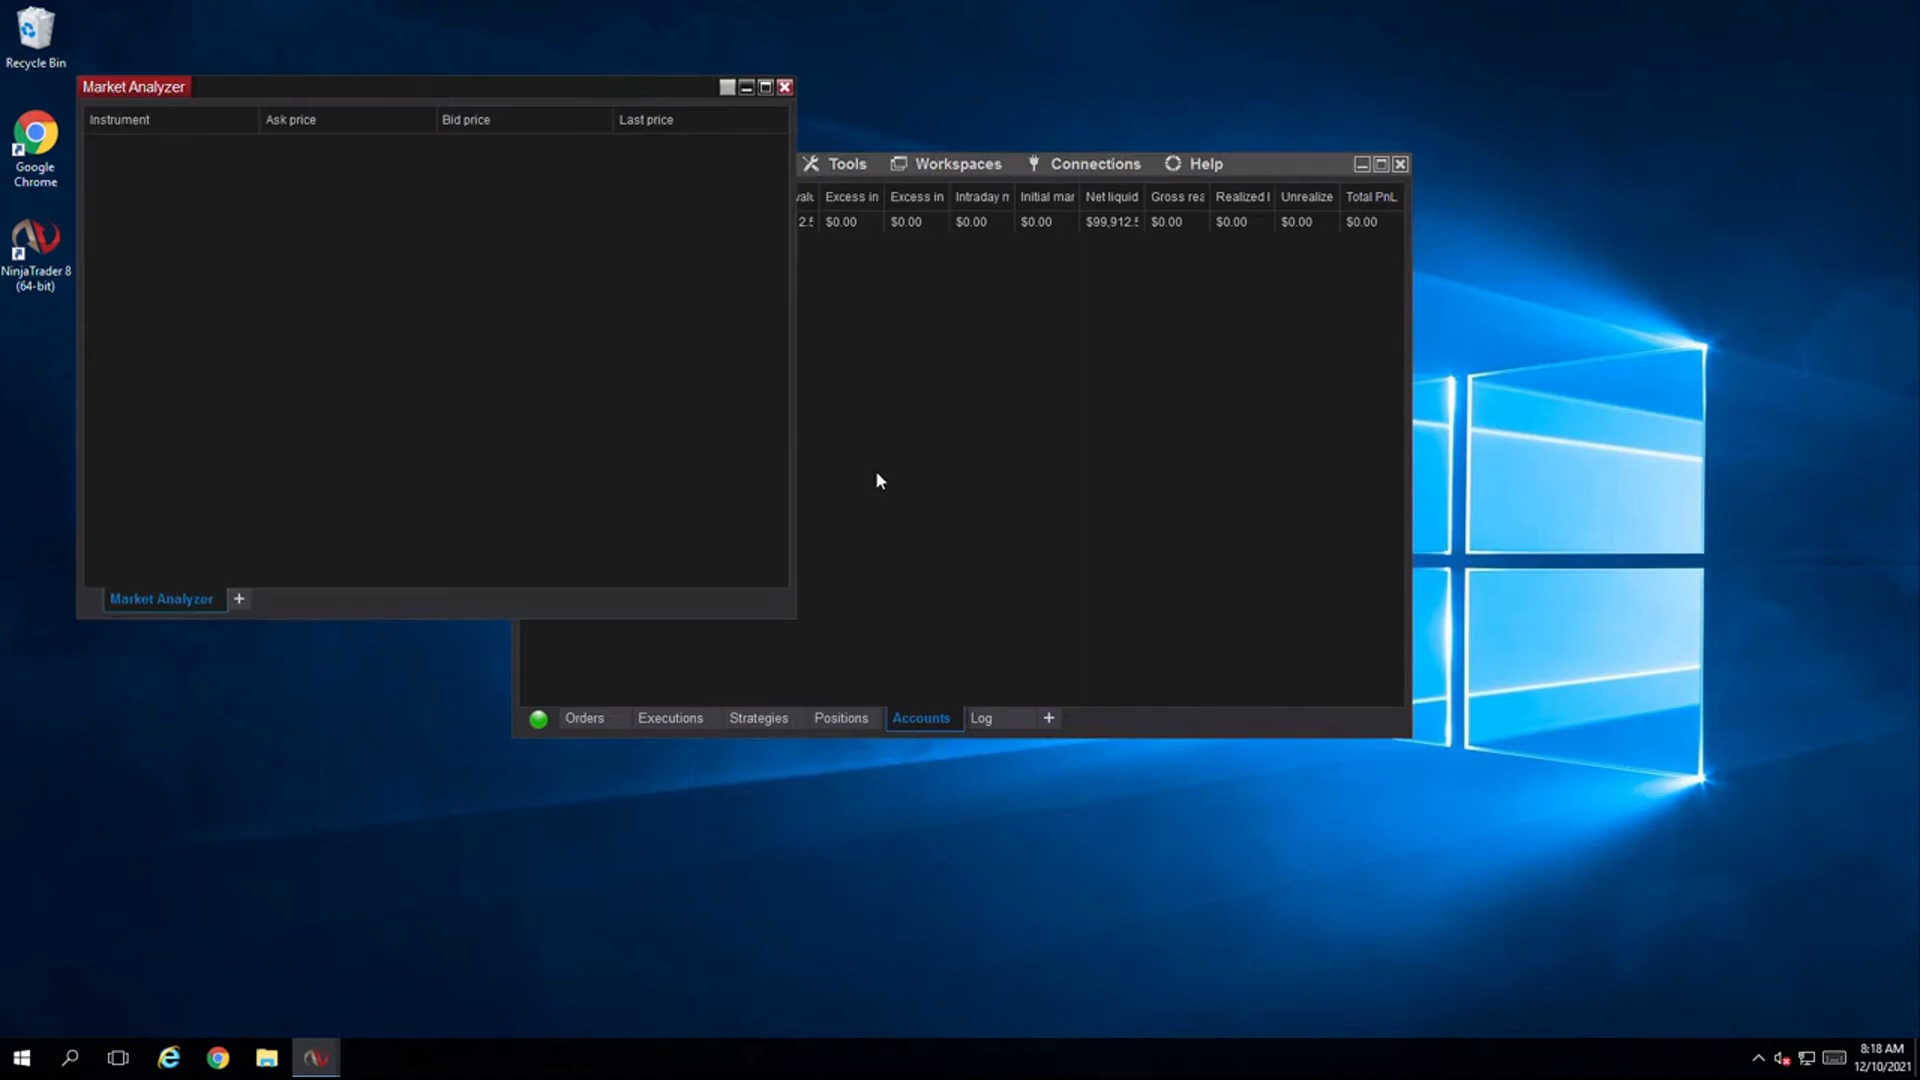 Recycle Bin
Google
Chrome
NinjaTrader 8
(64-bit)
Market Analyzer
Instrument Ask price Bid price Last price
Market Analyzer +
Tools Workspaces Connections Help
Excess in Excess in Intraday Initial mar Net liquid Gross rea Realized Unrealize Total PnL
$0.00 $0.00 $0.00 $0.00 $99,912.5 $0.00 $0.00 $0.00 $0.00
Orders Executions Strategies Positions Accounts Log +
8:18 AM
12/10/2021